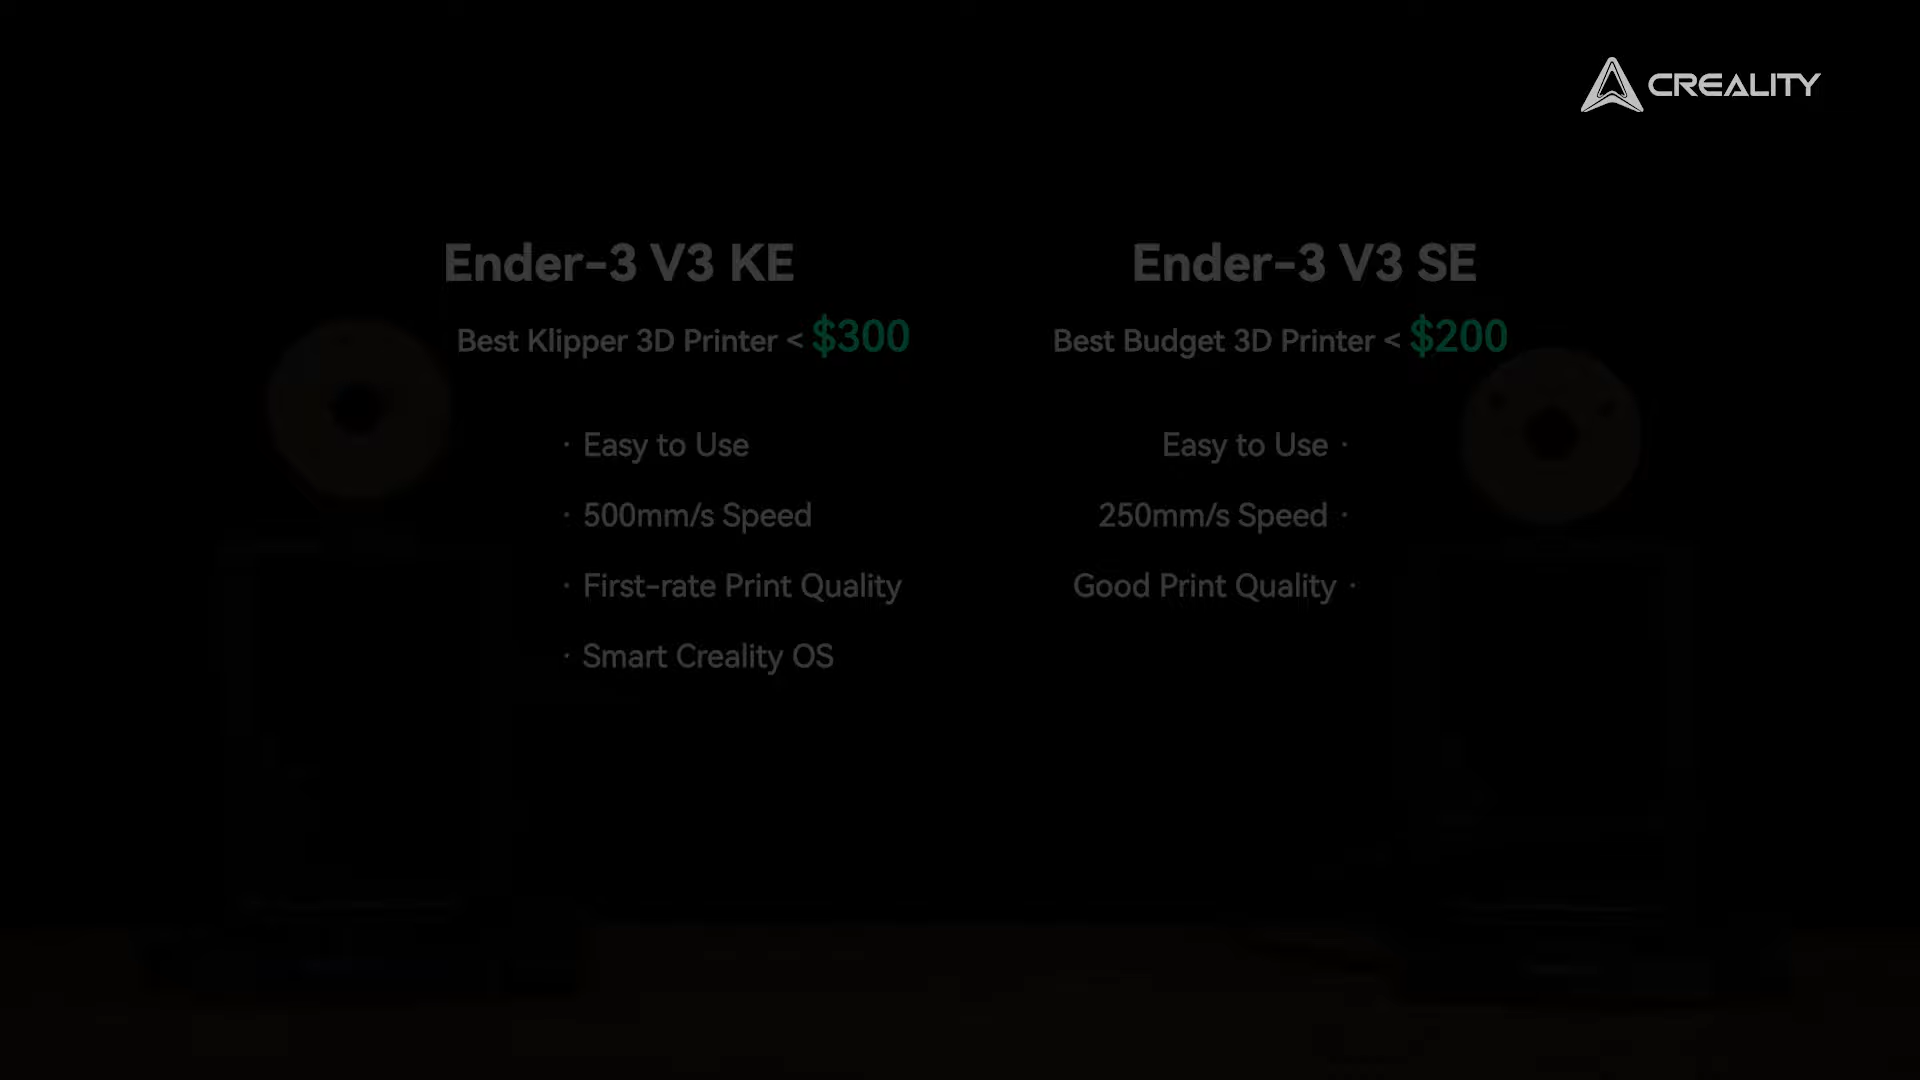 CREALITY
Ender-3 V3 KE
Best Klipper 3D Printer < $300
· Easy to Use
· 500mm/s Speed
· First-rate Print Quality
· Smart Creality OS
Ender-3 V3 SE
Best Budget 3D Printer < $200
Easy to Use ·
250mm/s Speed ·
Good Print Quality ·